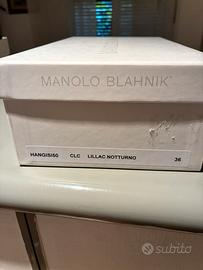 MANOLO BLAHNIK
HANGISI50 CLC LILLAC NOTTURNO 36
subito